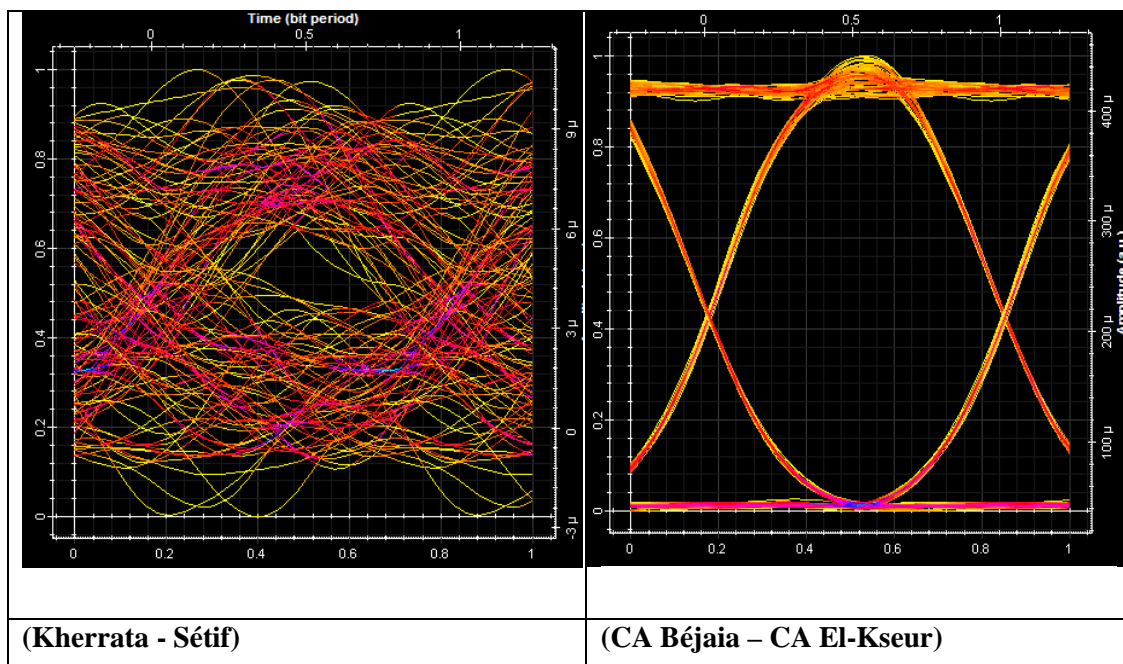 Time (bit period)
0 0.5 1
1
0.8
0.6
0.4
0.2
0
9 µ
6 µ
3 µ
0
-3 µ
0 0.2 0.4 0.6 0.8 1
(Kherrata - Sétif)
0 0.5 1
1
0.8
0.6
0.4
0.2
0
400 µ
300 µ
200 µ
100 µ
Amplitude (a.u.)
0 0.2 0.4 0.6 0.8 1
(CA Béjaia – CA El-Kseur)